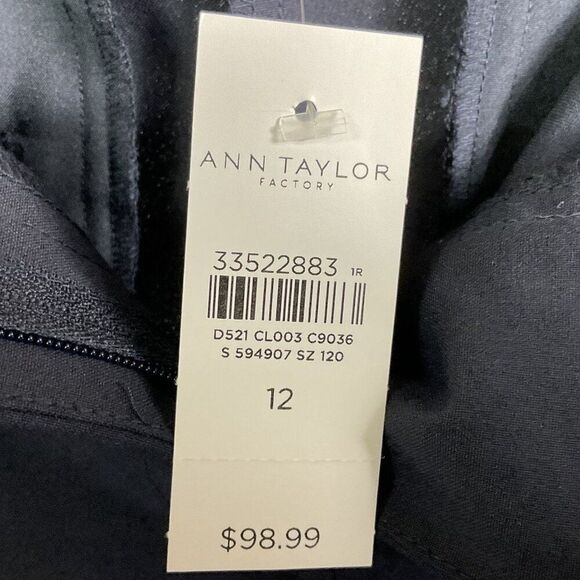 ANN TAYLOR
FACTORY
33522883 1R
D521 CL003 C9036
S 594907 SZ 120
12
$98.99